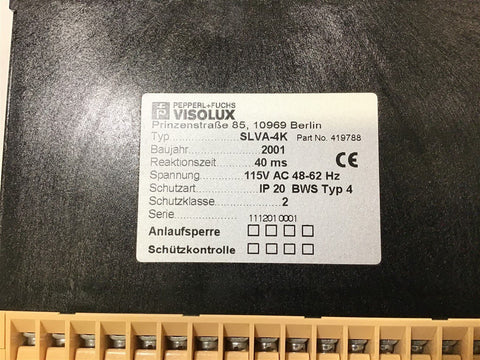 PEPPERL+FUCHS
VISOLUX
Prinzenstraße 85, 10969 Berlin
Typ SLVA-4K Part No. 419788
Baujahr 2001
Reaktionszeit 40 ms CE
Spannung 115V AC 48-62 Hz
Schutzart IP 20 BWS Typ 4
Schutzklasse 2
Serie 1112010001
Anlaufsperre
Schützkontrolle